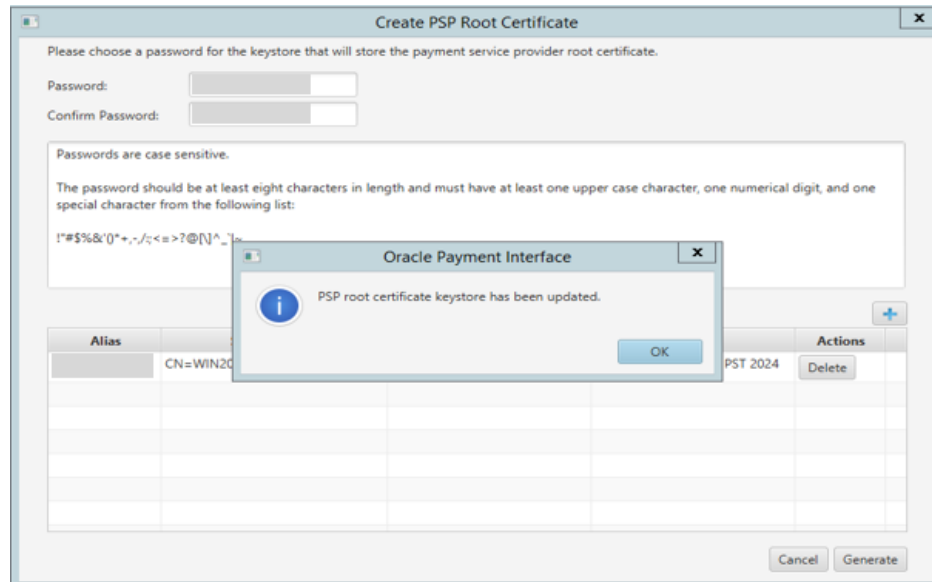 Create PSP Root Certificate
x
Please choose a password for the keystore that will store the payment service provider root certificate.
Password:
Confirm Password:
Passwords are case sensitive.
The password should be at least eight characters in length and must have at least one upper case character, one numerical digit, and one
special character from the following list:
!"#$%&'()*+,-,/:;<=>?@[\]^_`|~
Oracle Payment Interface
x
PSP root certificate keystore has been updated.
OK
+
Alias Actions
CN=WIN20 PST 2024 Delete
Cancel Generate